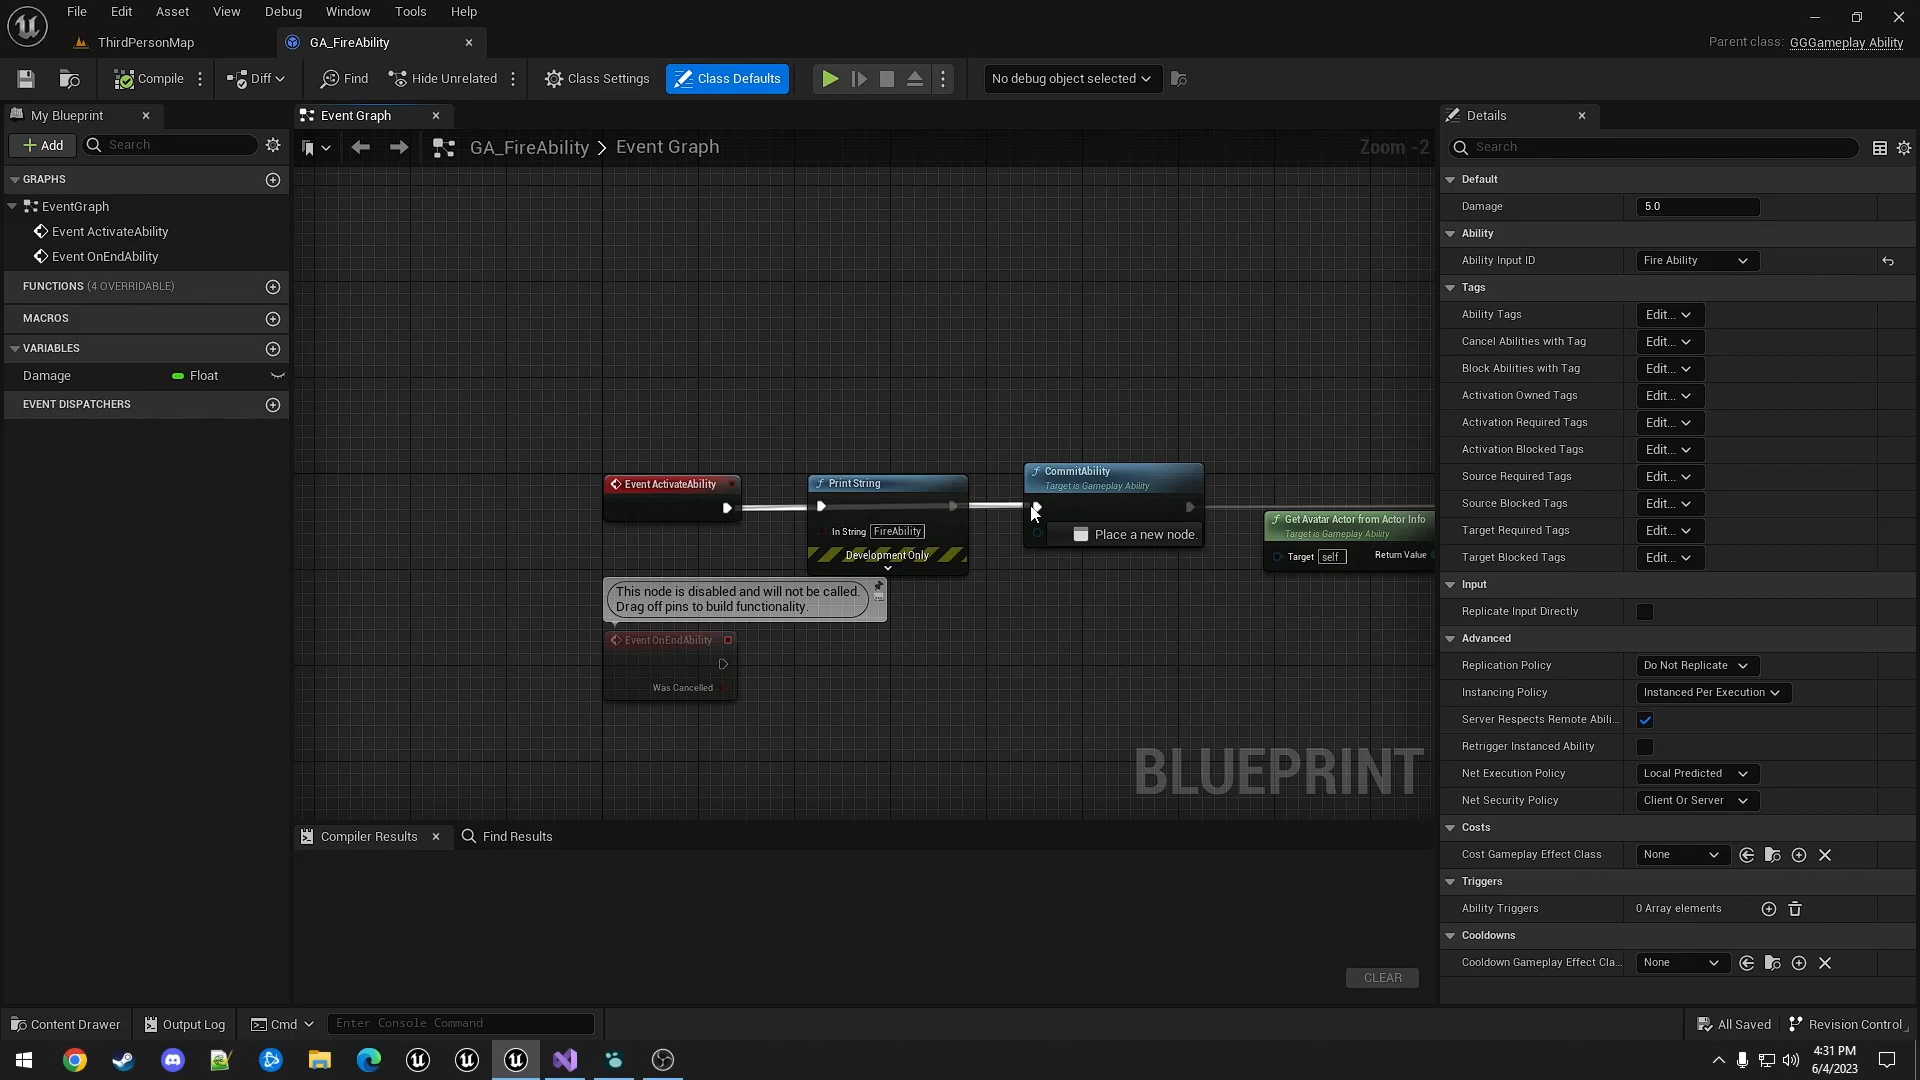 File Edit Asset View Debug Window Tools Help
ThirdPersonMap
GA_FireAbility
Parent class: GGGameplay Ability
Compile
Diff
Find
Hide Unrelated
Class Settings
Class Defaults
No debug object selected
My Blueprint
Add
Search
GRAPHS
EventGraph
Event ActivateAbility
Event OnEndAbility
FUNCTIONS (4 OVERRIDABLE)
MACROS
VARIABLES
Damage Float
EVENT DISPATCHERS
Event Graph
GA_FireAbility > Event Graph
Zoom -2
Event ActivateAbility
Print String
In String FireAbility
Development Only
CommitAbility
Target is Gameplay Ability
Place a new node.
Get Avatar Actor from Actor Info
Target is Gameplay Ability
Target self Return Value
This node is disabled and will not be called.
Drag off pins to build functionality.
Event OnEndAbility
Was Cancelled
BLUEPRINT
Compiler Results
Find Results
CLEAR
Details
Search
Default
Damage 5.0
Ability
Ability Input ID Fire Ability
Tags
Ability Tags Edit...
Cancel Abilities with Tag Edit...
Block Abilities with Tag Edit...
Activation Owned Tags Edit...
Activation Required Tags Edit...
Activation Blocked Tags Edit...
Source Required Tags Edit...
Source Blocked Tags Edit...
Target Required Tags Edit...
Target Blocked Tags Edit...
Input
Replicate Input Directly
Advanced
Replication Policy Do Not Replicate
Instancing Policy Instanced Per Execution
Server Respects Remote Abili...
Retrigger Instanced Ability
Net Execution Policy Local Predicted
Net Security Policy Client Or Server
Costs
Cost Gameplay Effect Class None
Triggers
Ability Triggers 0 Array elements
Cooldowns
Cooldown Gameplay Effect Cla... None
Content Drawer
Output Log
Cmd
Enter Console Command
All Saved
Revision Control
4:31 PM
6/4/2023